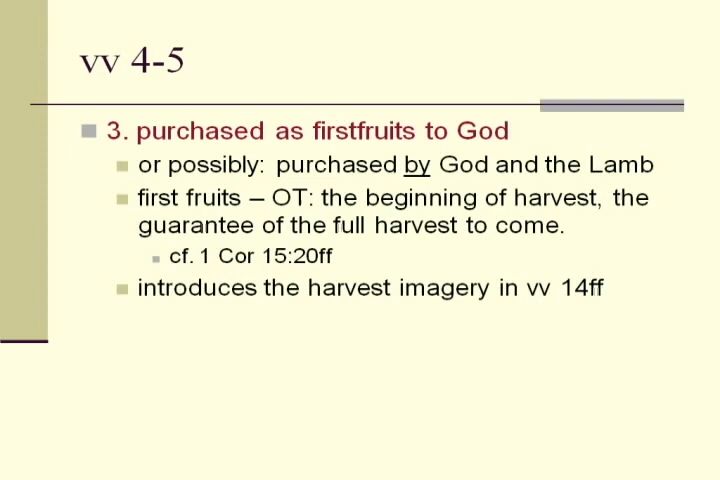 vv 4-5
3. purchased as firstfruits to God
or possibly: purchased by God and the Lamb
first fruits – OT: the beginning of harvest, the
guarantee of the full harvest to come.
cf. 1 Cor 15:20ff
introduces the harvest imagery in vv 14ff